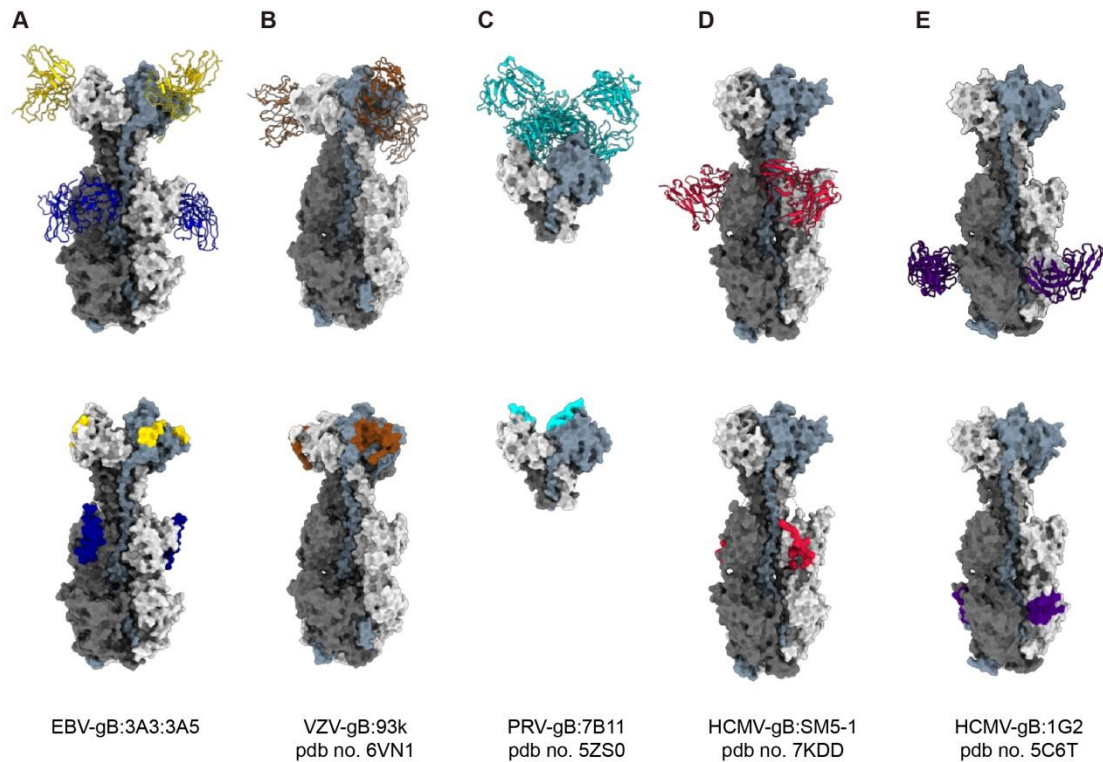 A
B
C
D
E
EBV-gB:3A3:3A5
VZV-gB:93k
pdb no. 6VN1
PRV-gB:7B11
pdb no. 5ZS0
HCMV-gB:SM5-1
pdb no. 7KDD
HCMV-gB:1G2
pdb no. 5C6T